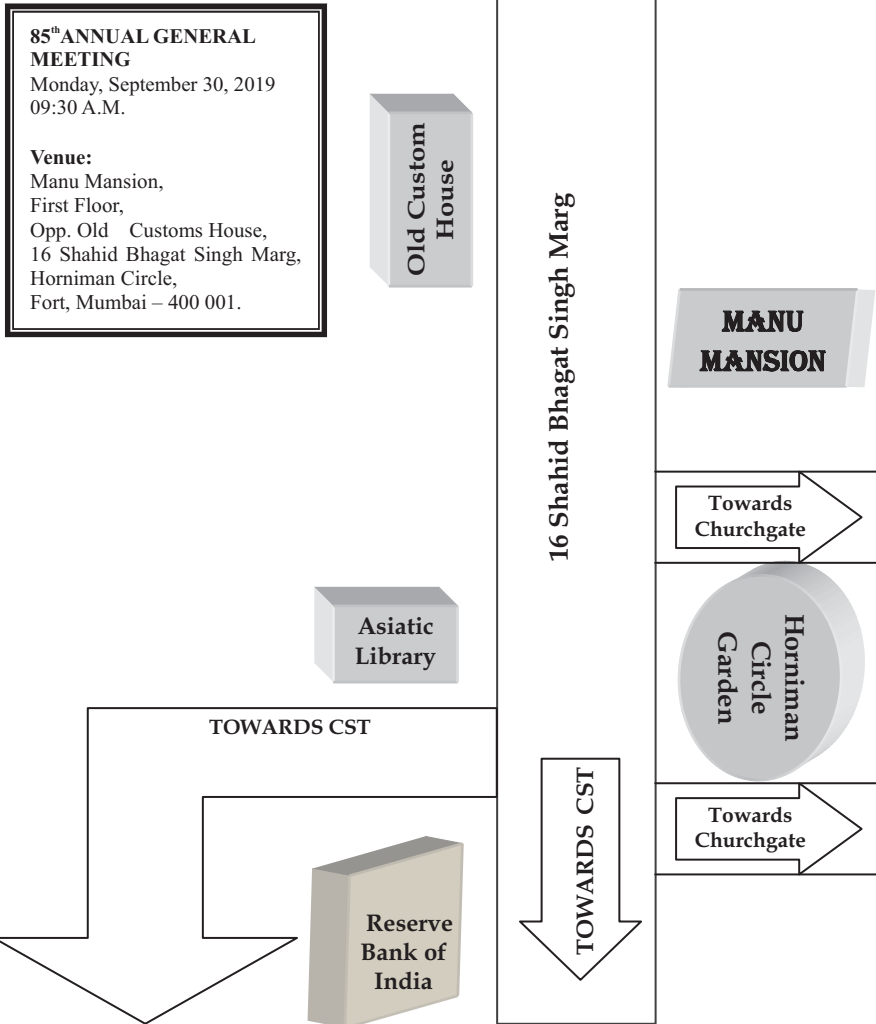 85th ANNUAL GENERAL
MEETING
Monday, September 30, 2019
09:30 A.M.
Venue:
Manu Mansion,
First Floor,
Opp. Old Customs House,
16 Shahid Bhagat Singh Marg,
Horniman Circle,
Fort, Mumbai – 400 001.
Old Custom
House
16 Shahid Bhagat Singh Marg
MANU
MANSION
Towards
Churchgate
Asiatic
Library
Horniman
Circle
Garden
TOWARDS CST
TOWARDS CST
Towards
Churchgate
Reserve
Bank of
India